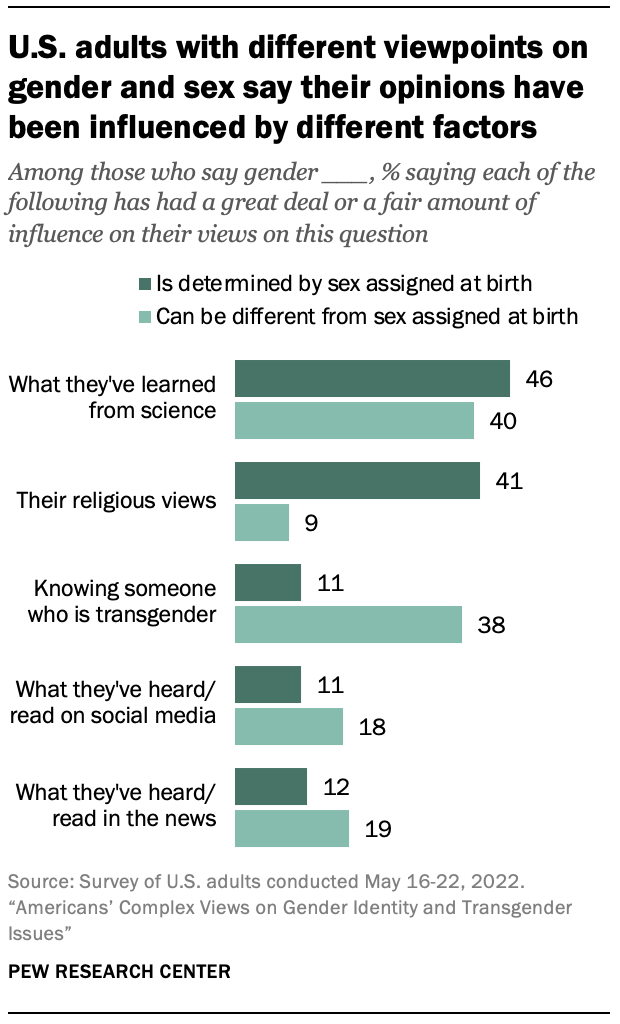 U.S. adults with different viewpoints on
gender and sex say their opinions have
been influenced by different factors
Among those who say gender ___, % saying each of the
following has had a great deal or a fair amount of
influence on their views on this question
Is determined by sex assigned at birth
Can be different from sex assigned at birth
What they've learned
from science
46
40
Their religious views
41
9
Knowing someone
who is transgender
11
38
What they've heard/
read on social media
11
18
What they've heard/
read in the news
12
19
Source: Survey of U.S. adults conducted May 16-22, 2022.
“Americans’ Complex Views on Gender Identity and Transgender
Issues”
PEW RESEARCH CENTER